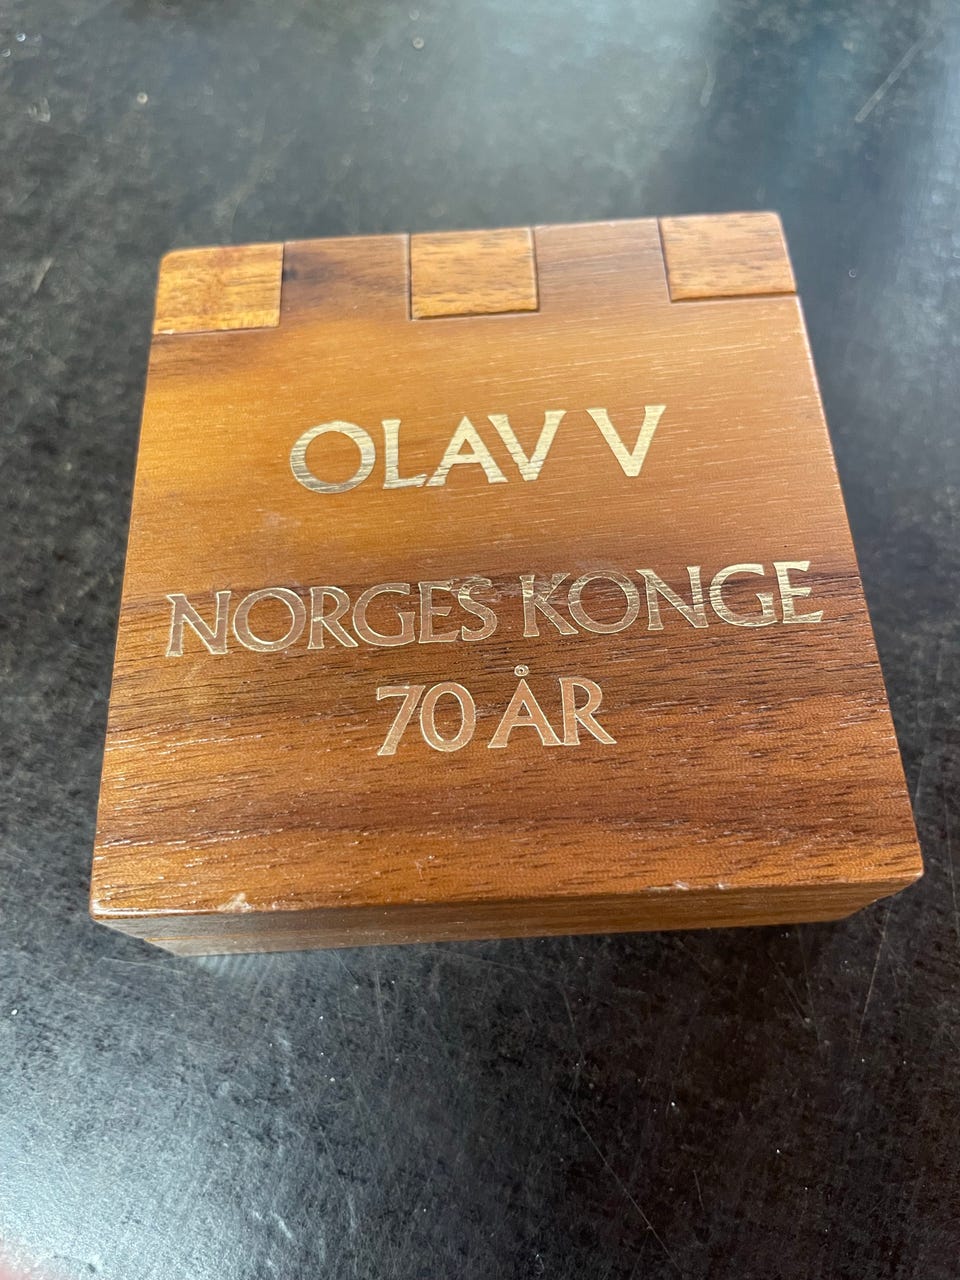 OLAV V
NORGES KONGE
70 ÅR